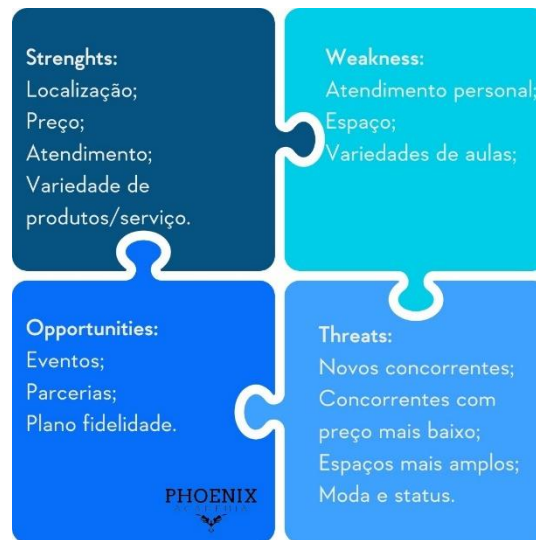 Strenghts:
Localização;
Preço;
Atendimento;
Variedade de
produtos/serviço.
Weakness:
Atendimento personal;
Espaço;
Variedades de aulas;
Opportunities:
Eventos;
Parcerias;
Plano fidelidade.
Threats:
Novos concorrentes;
Concorrentes com
preço mais baixo;
Espaços mais amplos;
Moda e status.
PHOENIX
ACADEMIA